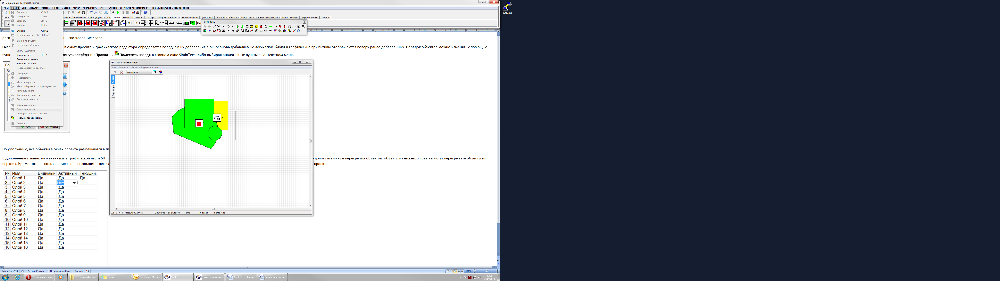 Simulation In Technical Systems
Файл Правка Вид Масштаб Вставка Поиск Сервис Расчёт Инструменты Окно Справка Инструменты автоматики Режим: Локальное моделирование
Нелинейные Субструктуры СПАУ Данные Ключи Логические Триггеры Задержки и импульсы Релейные блоки Дискретные Статистика Кинетика Электроника Сети переменного тока Электромашины Гидроавтоматика Свойства
Примитивы
Вырезать Ctrl+X
Копировать Ctrl+C
Вставить Ctrl+V
Удалить BkSpc
Отмена Ctrl+Z
Возврат отмены Ctrl+Shift+Z
Включить объекты
Исключить объекты
Снять выделение
Выделить все Ctrl+A
Выделить по имени...
Выделить по типу...
Переименовать объекты...
Повернуть
Переместить
Масштабировать
Масштабировать с коэффициентом...
Растянуть-сжать
Зеркальное отражение
Выровнять по сетке
Выдвинуть вперёд
Поместить назад
Сортировать слева направо
Порядок перерисовки...
Свойства...
Ок Отмена
putty.exe
и использование слоёв
в окнах проекта и графического редактора определяется порядком их добавления в окно: вновь добавляемые логические блоки и графические примитивы отображаются поверх ранее добавленных. Порядок объектов можно изменять с помощью
инуть вперёд» и «Правка → Поместить назад» в главном окне SimInTech, либо выбирая аналогичные пункты в контекстном меню.
Схема автоматики.prt
Вид Масштаб Режим: Редактирование
Автоматика
Схема
Параметры
X:88.0 Y:8.0 Масштаб:125.6 % Объектов 7 Выделено 0 Сетка Привязка Изменено
По умолчанию, все объекты в окнах проекта размещаются в пе
В дополнение к данному механизму в графической части SIT по
ядочить взаимные перекрытия объектов: объекты из нижних слоёв не могут перекрывать объекты из
верхних. Кроме того, использование слоёв позволяет выключа
проекта.
№ Имя Видимый Активный Текущий
1 Слой 1 Да Да Да
2 Слой 2 Да Нет
3 Слой 3 Да Да
4 Слой 4 Да Да
5 Слой 5 Да Да
6 Слой 6 Да Да
7 Слой 7 Да Да
8 Слой 8 Да Да
9 Слой 9 Да Да
10 Слой 10 Да Да
11 Слой 11 Да Да
12 Слой 12 Да Да
13 Слой 13 Да Да
14 Слой 14 Да Да
15 Слой 15 Да Да
16 Слой 16 Да Да
Число слов: 138 Русский (Россия) Исправления: Выкл. Вставка 140%
Родители школы... C:\Users\lichkova... Записки pochta.ru - Micro... SimInTech Схема автоматик... SimInTech - Граф... распределение о... En 12:05
25.09.2014